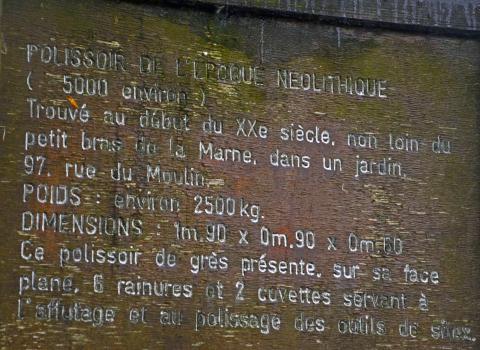 POLISSOIR DE L'EPOQUE NEOLITHIQUE
( 5000 environ )
Trouvé au début du XXe siècle, non loin du
petit bras de la Marne, dans un jardin,
97, rue du Moulin.
POIDS : environ 2500 kg.
DIMENSIONS : 1m.90 x 0m.90 x 0m.60
Ce polissoir de grès présente, sur sa face
plane, 6 rainures et 2 cuvettes servant à
l'affutage et au polissage des outils de silex.